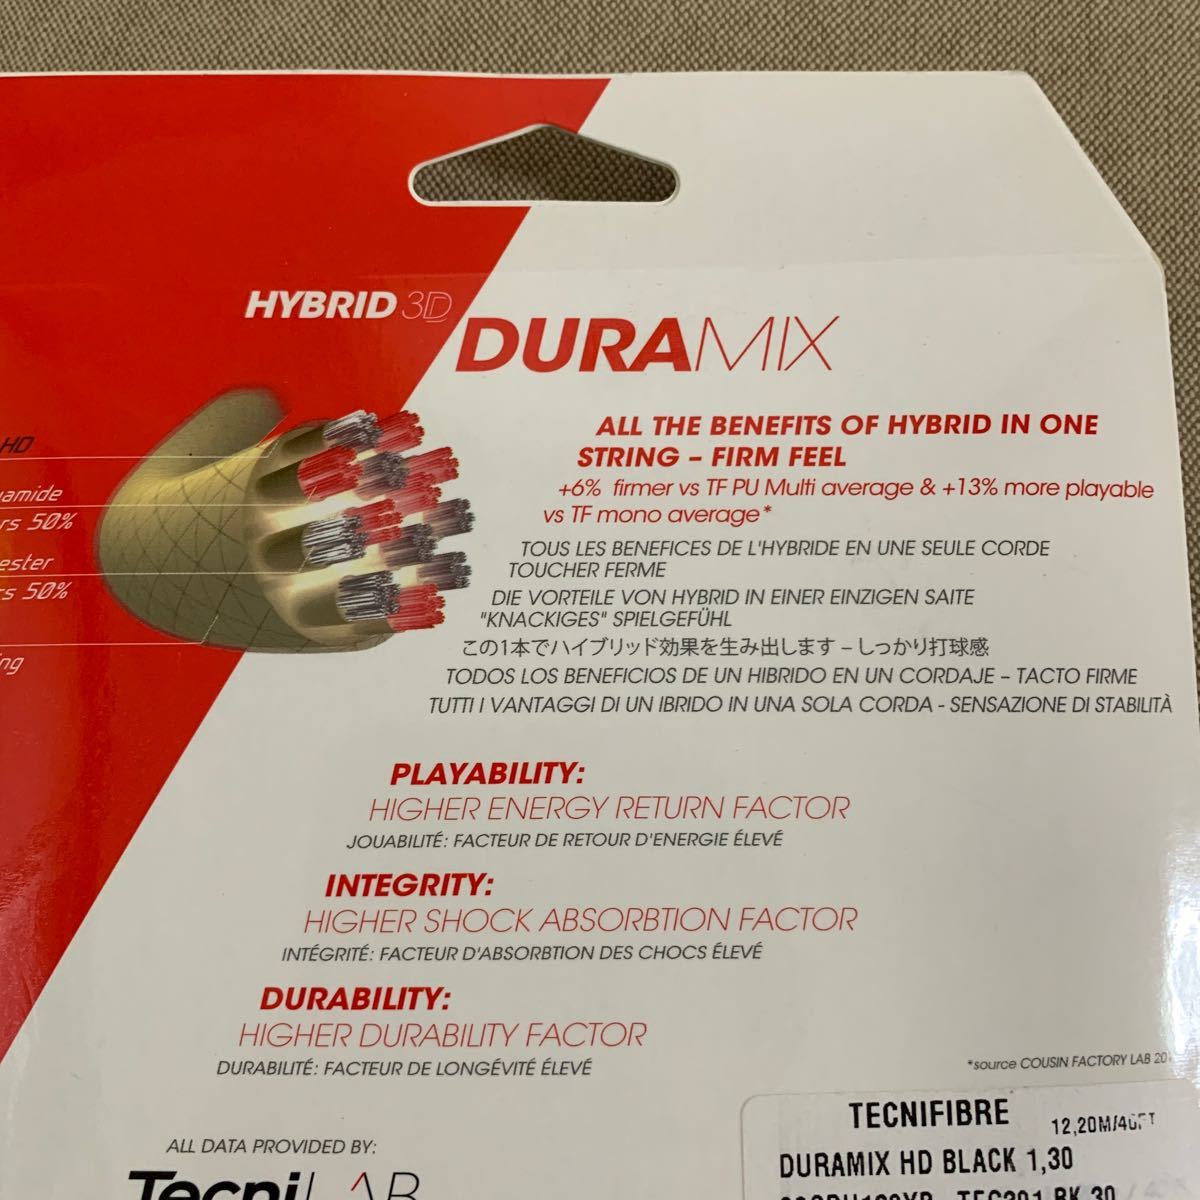 HYBRID 3D
DURAMIX
HD
ALL THE BENEFITS OF HYBRID IN ONE
STRING – FIRM FEEL
+6% firmer vs TF PU Multi average & +13% more playable
vs TF mono average*
50%
TOUS LES BENEFICES DE L'HYBRIDE EN UNE SEULE CORDE
TOUCHER FERME
50%
DIE VORTEILE VON HYBRID IN EINER EINZIGEN SAITE
"KNACKIGES" SPIELGEFÜHL
この1本でハイブリッド効果を生み出します – しっかり打球感
TODOS LOS BENEFICIOS DE UN HIBRIDO EN UN CORDAJE – TACTO FIRME
TUTTI I VANTAGGI DI UN IBRIDO IN UNA SOLA CORDA - SENSAZIONE DI STABILITÀ
PLAYABILITY:
HIGHER ENERGY RETURN FACTOR
JOUABILITÉ: FACTEUR DE RETOUR D'ENERGIE ÉLEVÉ
INTEGRITY:
HIGHER SHOCK ABSORBTION FACTOR
INTÉGRITÉ: FACTEUR D'ABSORBTION DES CHOCS ÉLEVÉ
DURABILITY:
HIGHER DURABILITY FACTOR
DURABILITÉ: FACTEUR DE LONGÉVITÉ ÉLEVÉ
*source COUSIN FACTORY LAB
ALL DATA PROVIDED BY:
TecniLAB
TECNIFIBRE 12,20M/40FT
DURAMIX HD BLACK 1,30